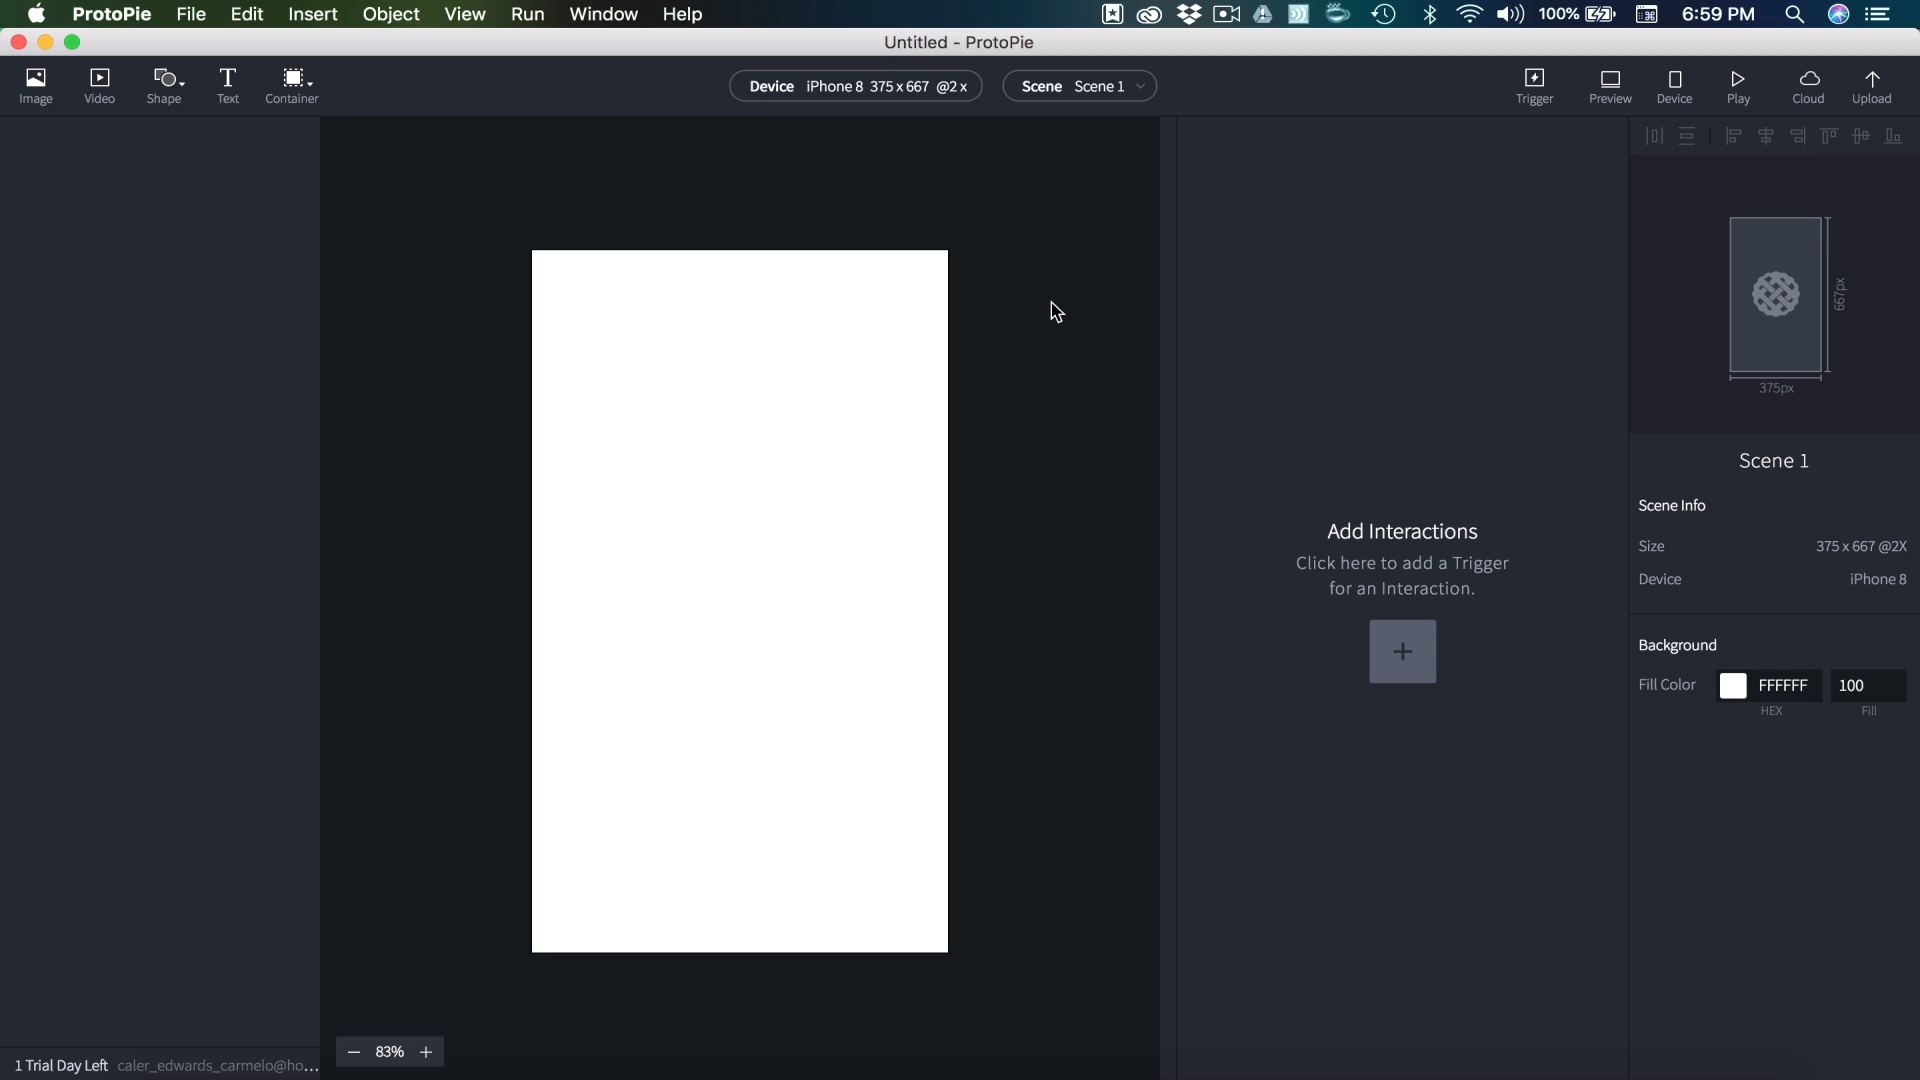 ProtoPie File Edit Insert Object View Run Window Help 100% 6:59 PM
Untitled - ProtoPie
Image Video Shape Text Container
Device iPhone 8 375 x 667 @2 x
Scene Scene 1
Trigger Preview Device Play Cloud Upload
667px
375px
Scene 1
Scene Info
Size 375 x 667 @2X
Device iPhone 8
Background
Fill Color FFFFFF 100
HEX Fill
Add Interactions
Click here to add a Trigger
for an Interaction.
83%
1 Trial Day Left caler_edwards_carmelo@ho...